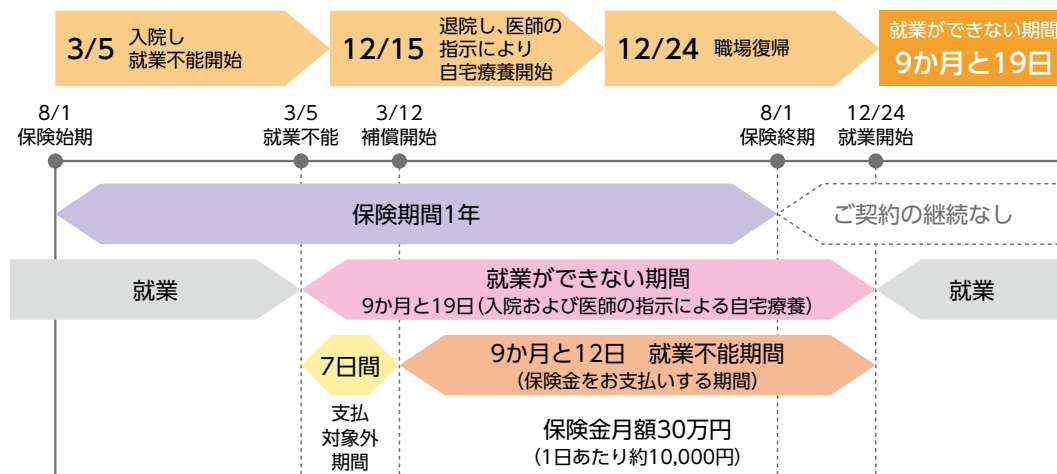 3/5 入院し
就業不能開始
12/15 退院し、医師の
指示により
自宅療養開始
12/24 職場復帰
就業ができない期間
9か月と19日
8/1
保険始期
3/5
就業不能
3/12
補償開始
8/1
保険終期
12/24
就業開始
保険期間1年
ご契約の継続なし
就業
就業ができない期間
9か月と19日(入院および医師の指示による自宅療養)
就業
7日間
9か月と12日 就業不能期間
(保険金をお支払いする期間)
支払
対象外
期間
保険金月額30万円
(1日あたり約10,000円)